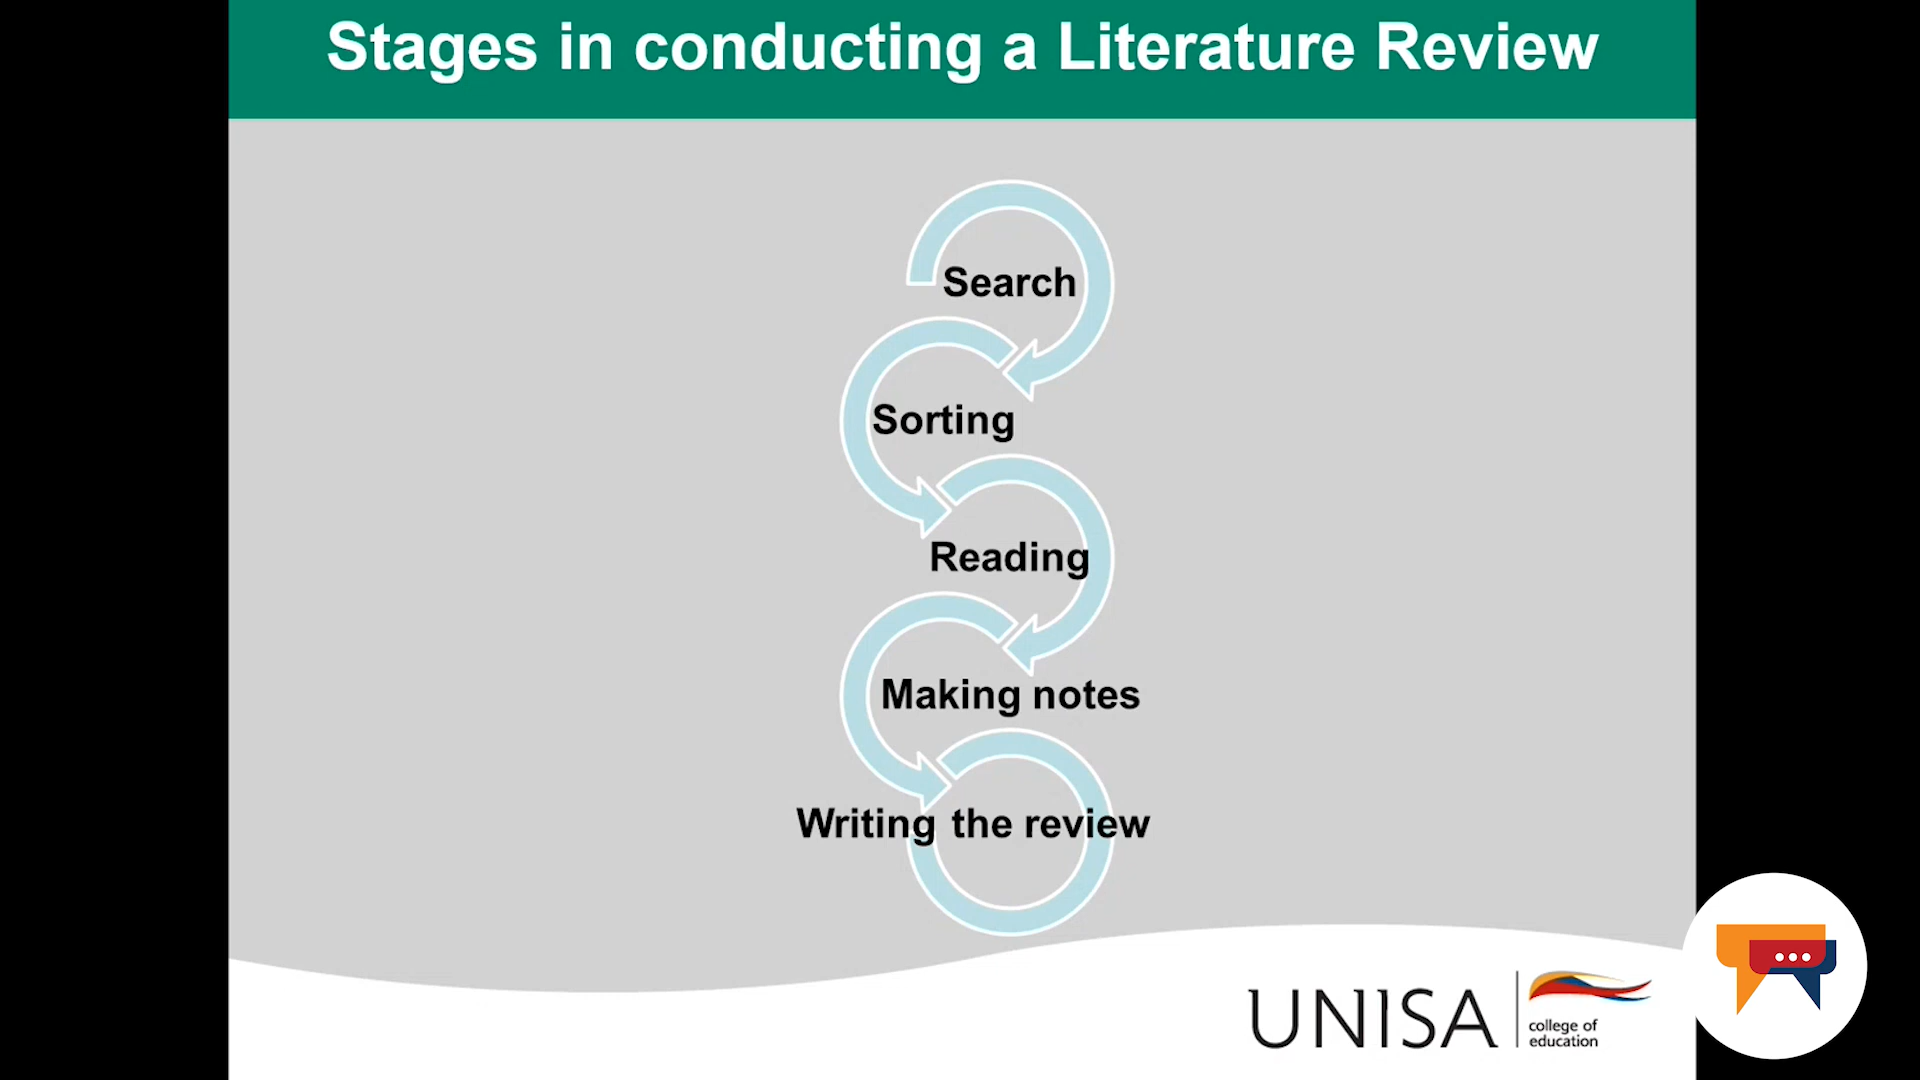 Stages in conducting a Literature Review
Search
Sorting
Reading
Making notes
Writing the review
UNISA
college of
education